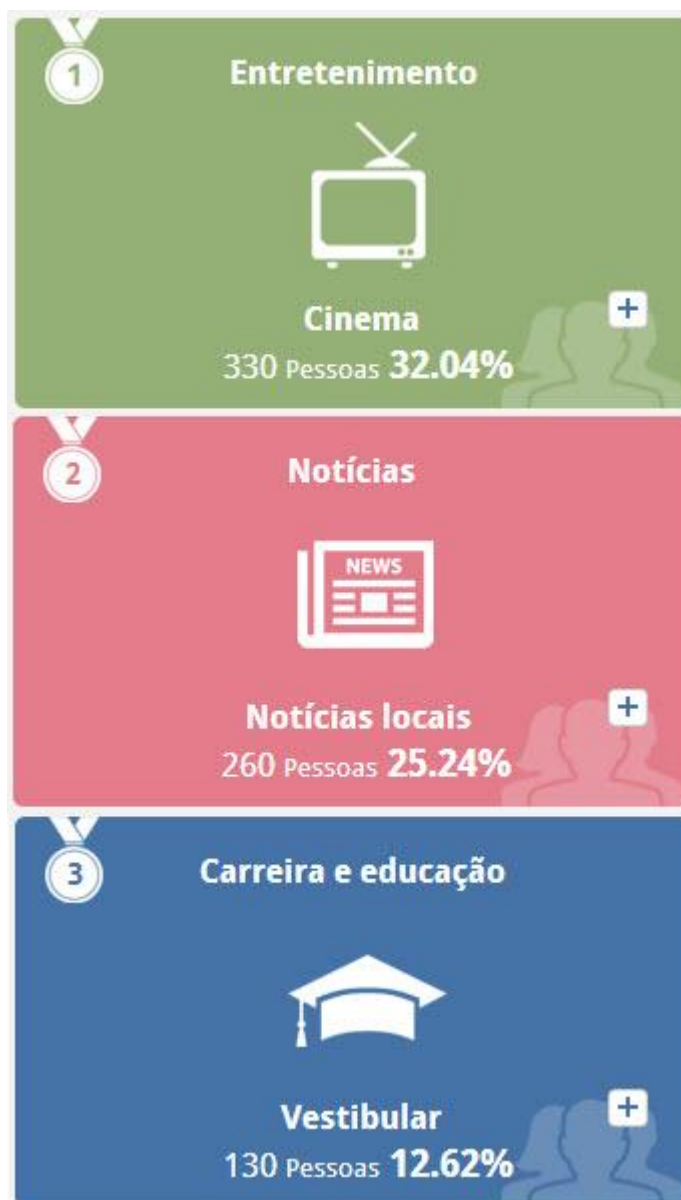 1
Entretenimento
Cinema
330 Pessoas 32.04%
2
Notícias
NEWS
Notícias locais
260 Pessoas 25.24%
3
Carreira e educação
Vestibular
130 Pessoas 12.62%